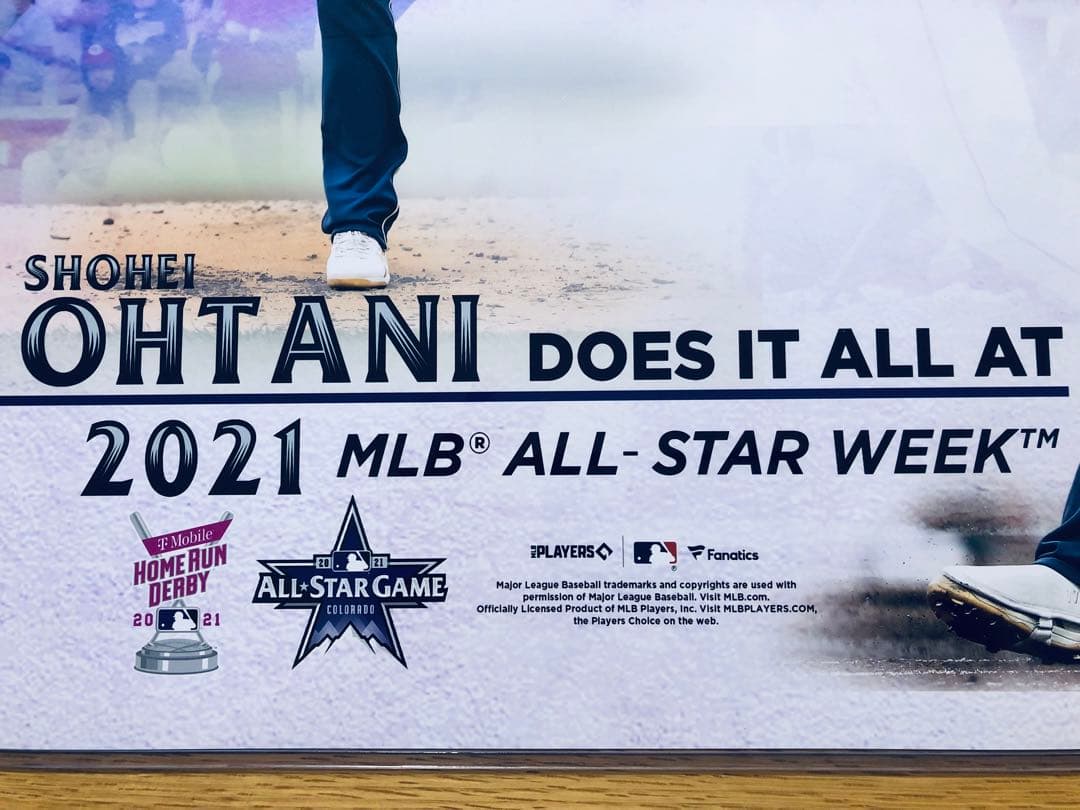 SHOHEI
OHTANI DOES IT ALL AT
2021 MLB® ALL-STAR WEEK™
T Mobile
HOME RUN
DERBY
20 21
20 21
ALL★STAR GAME
COLORADO
MLB PLAYERS
Fanatics
Major League Baseball trademarks and copyrights are used with
permission of Major League Baseball. Visit MLB.com.
Officially Licensed Product of MLB Players, Inc. Visit MLBPLAYERS.COM,
the Players Choice on the web.